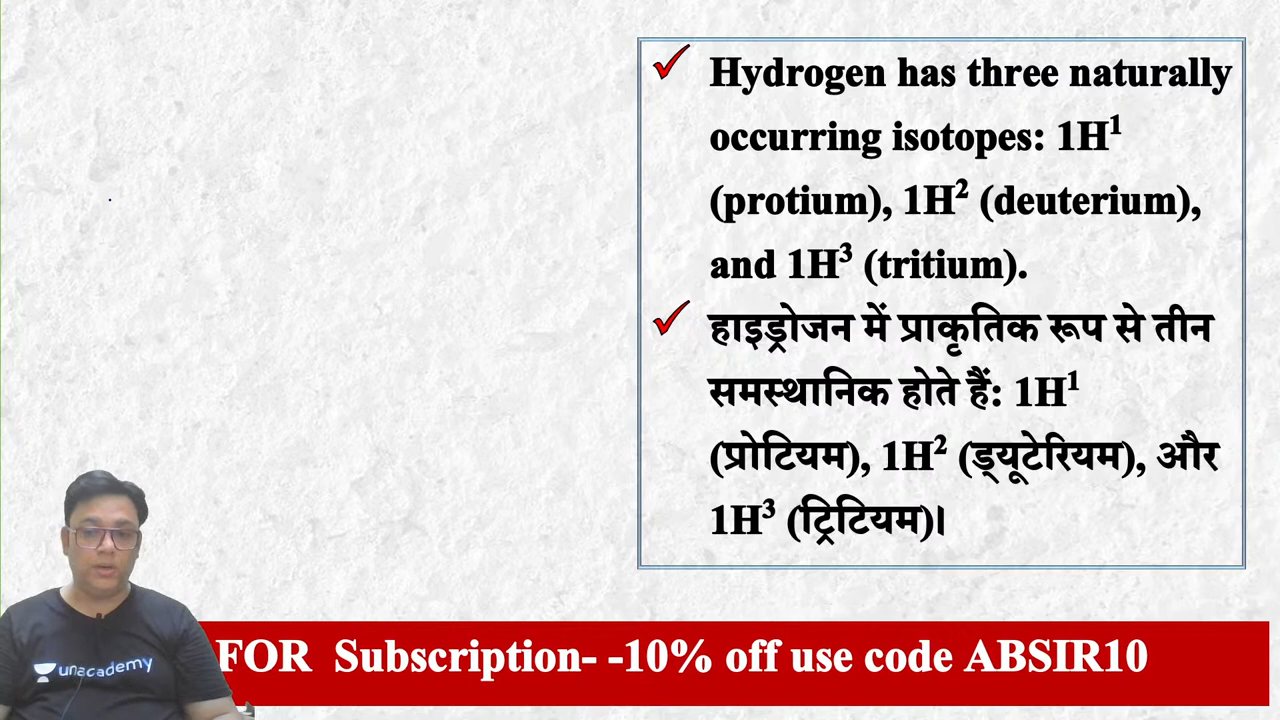 ✓ Hydrogen has three naturally
occurring isotopes: 1H¹
(protium), 1H² (deuterium),
and 1H³ (tritium).
✓ हाइड्रोजन में प्राकृतिक रूप से तीन
समस्थानिक होते हैं: 1H¹
(प्रोटियम), 1H² (ड्यूटेरियम), और
1H³ (ट्रिटियम)।
unacademy
FOR Subscription- -10% off use code ABSIR10